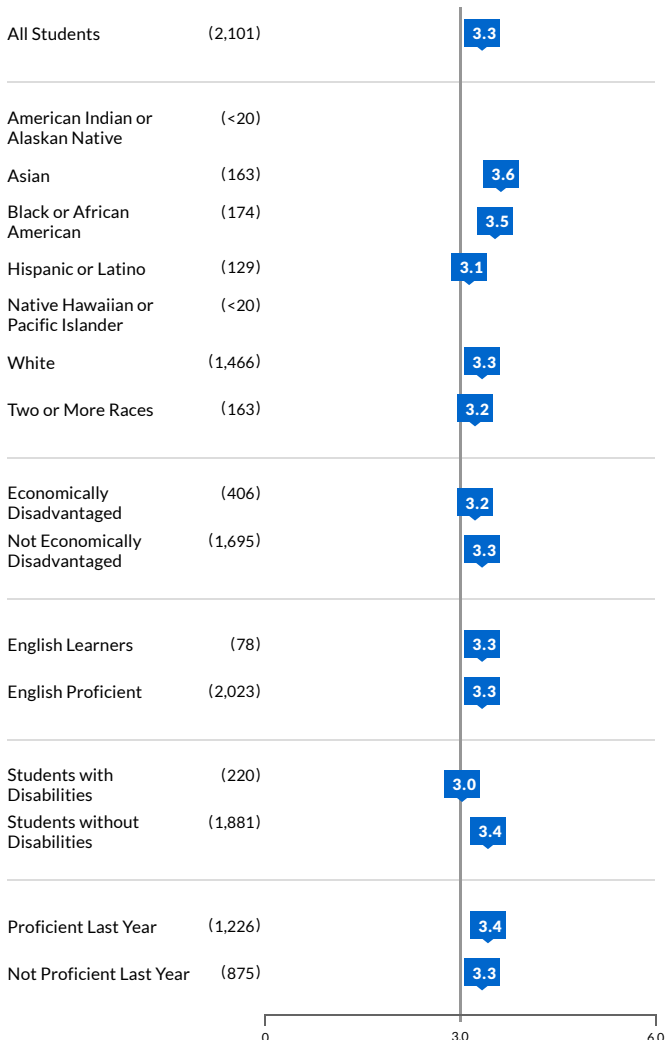 All Students (2,101) 3.3
American Indian or (<20)
Alaskan Native
Asian (163) 3.6
Black or African (174) 3.5
American
Hispanic or Latino (129) 3.1
Native Hawaiian or (<20)
Pacific Islander
White (1,466) 3.3
Two or More Races (163) 3.2
Economically (406) 3.2
Disadvantaged
Not Economically (1,695) 3.3
Disadvantaged
English Learners (78) 3.3
English Proficient (2,023) 3.3
Students with (220) 3.0
Disabilities
Students without (1,881) 3.4
Disabilities
Proficient Last Year (1,226) 3.4
Not Proficient Last Year (875) 3.3
0 3.0 6.0